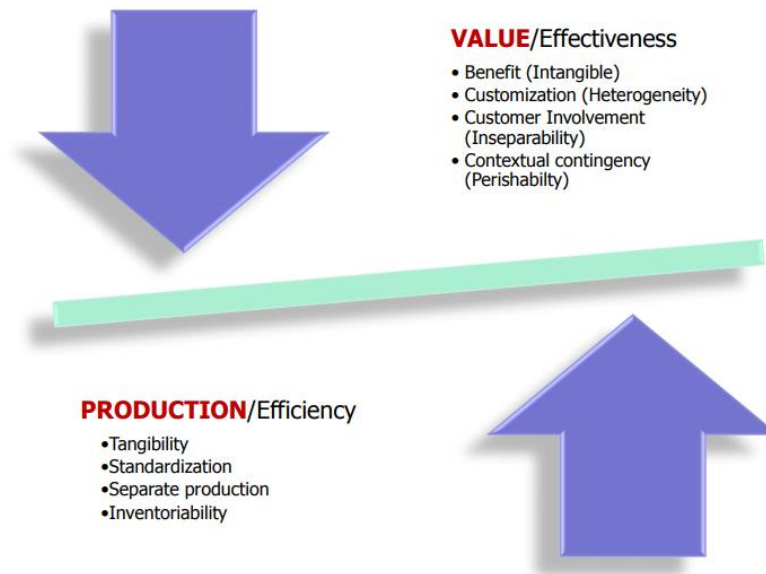 VALUE/Effectiveness
• Benefit (Intangible)
• Customization (Heterogeneity)
• Customer Involvement
(Inseparability)
• Contextual contingency
(Perishabilty)
PRODUCTION/Efficiency
•Tangibility
•Standardization
•Separate production
•Inventoriability